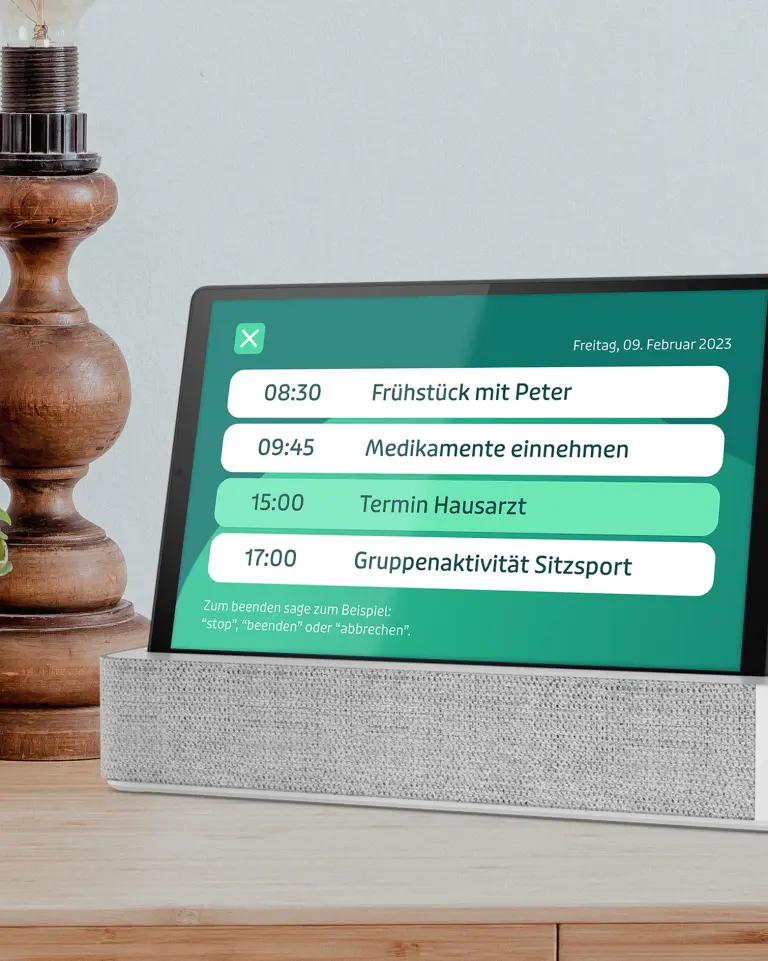 Freitag, 09. Februar 2023
08:30 Frühstück mit Peter
09:45 Medikamente einnehmen
15:00 Termin Hausarzt
17:00 Gruppenaktivität Sitzsport
Zum beenden sage zum Beispiel:
“stop”, “beenden” oder “abbrechen”.